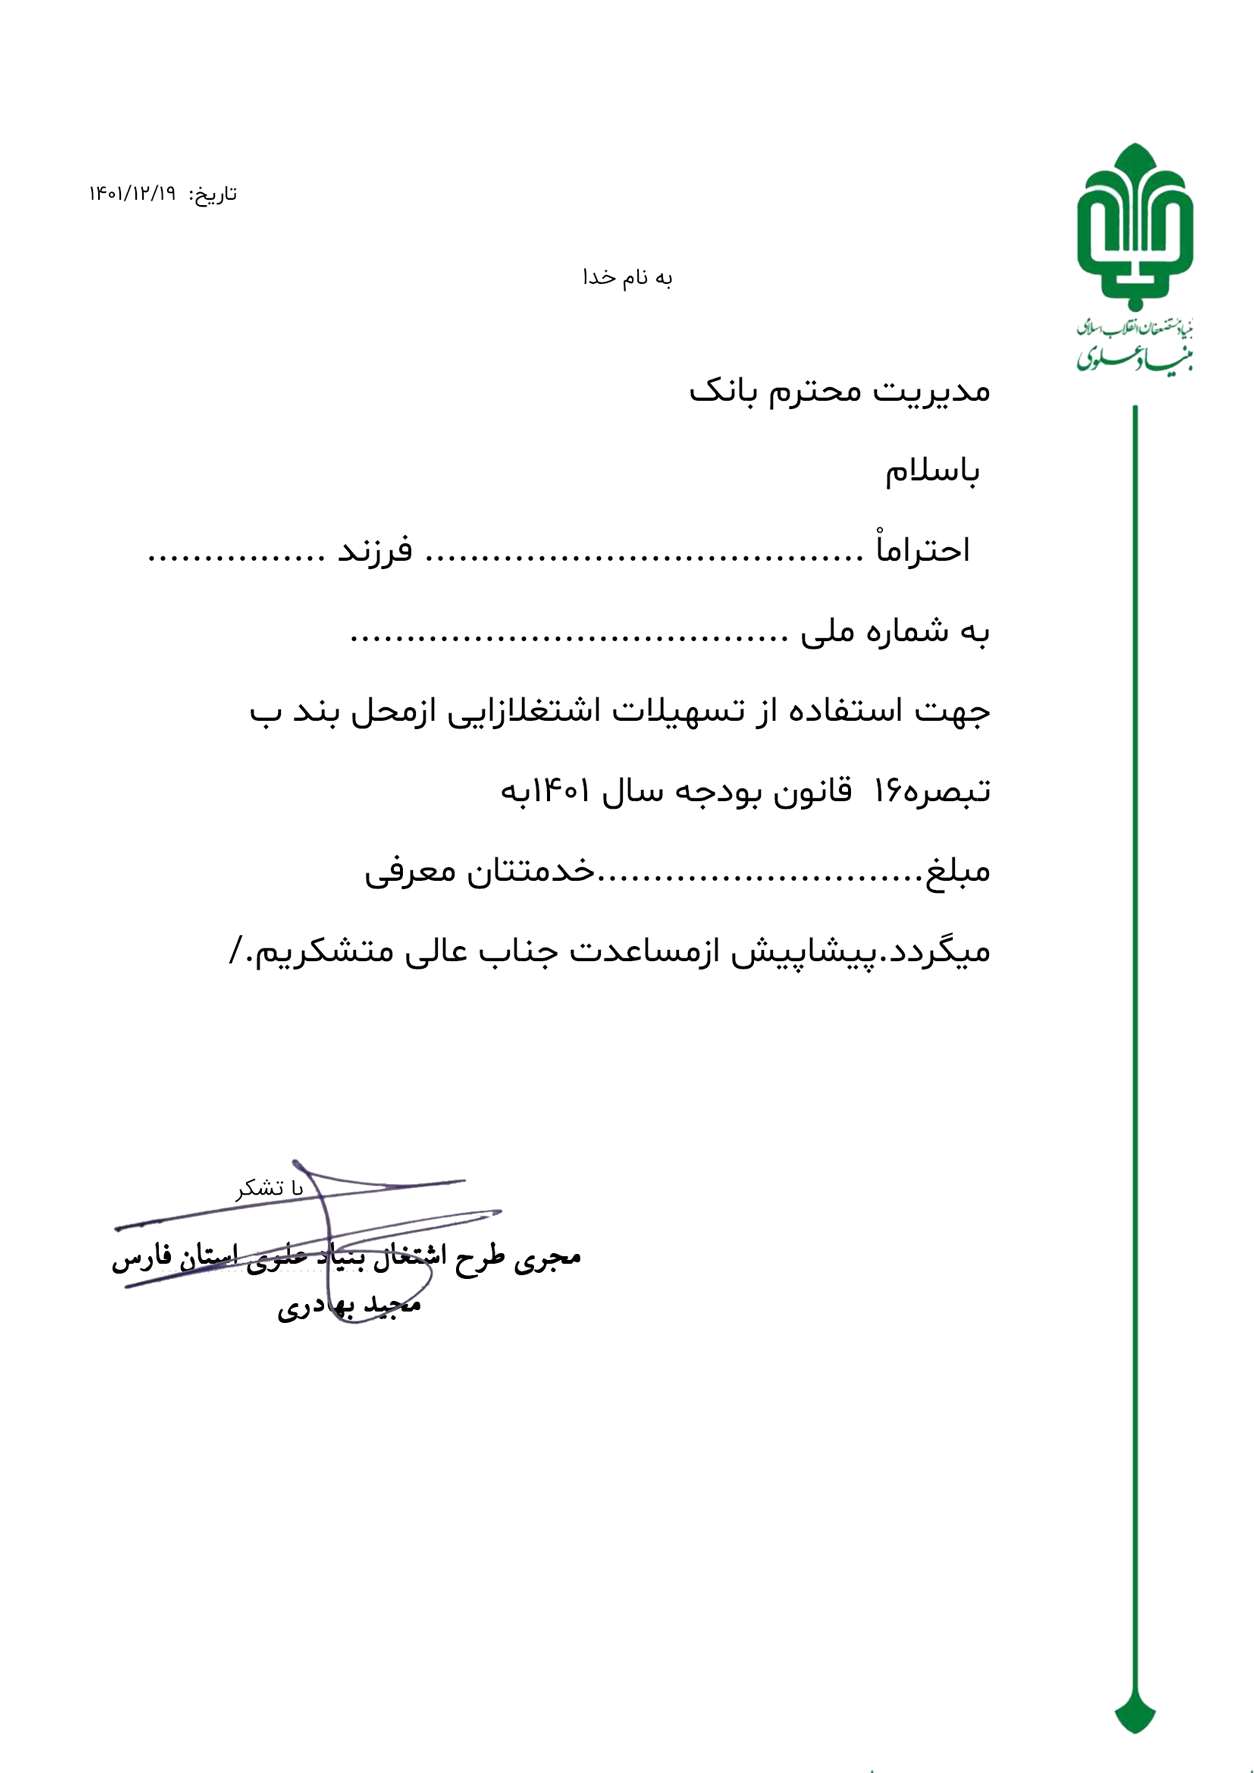 تاریخ: ۱۴۰۱/۱۲/۱۹
به نام خدا
بنیاد مستضعفان انقلاب اسلامی
بنیاد علوی
مدیریت محترم بانک
باسلام
احتراماْ ....................................... فرزند ................
به شماره ملی .......................................
جهت استفاده از تسهیلات اشتغلازایی ازمحل بند ب
تبصره۱۶ قانون بودجه سال ۱۴۰۱به
مبلغ.............................خدمتتان معرفی
میگردد.پیشاپیش ازمساعدت جناب عالی متشکریم./
با تشکر
مجری طرح اشتغال بنیاد علوی استان فارس
مجید بهادری